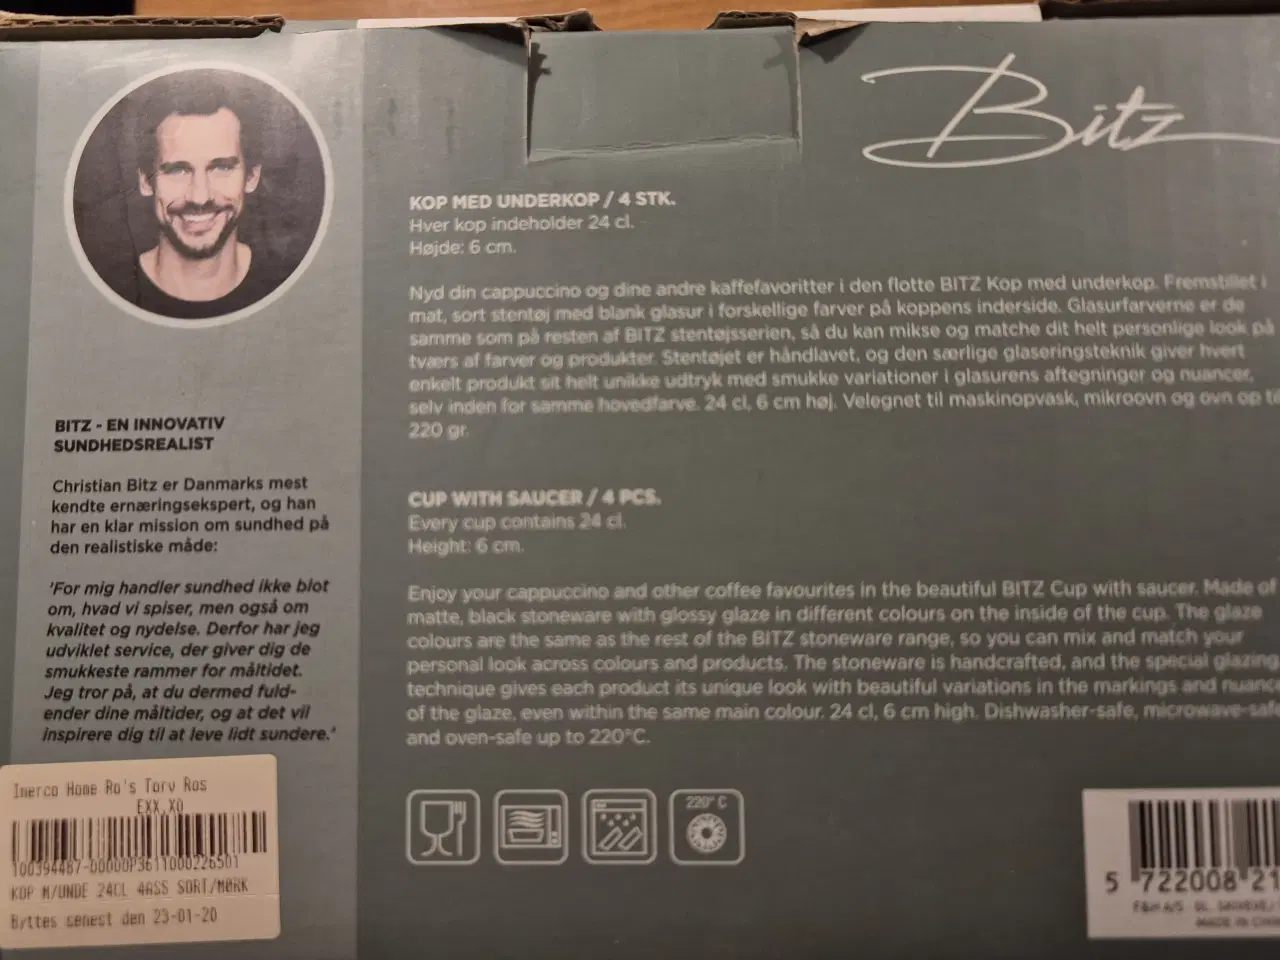 Bitz
KOP MED UNDERKOP / 4 STK.
Hver kop indeholder 24 cl.
Højde: 6 cm.
Nyd din cappuccino og dine andre kaffefavoritter i den flotte BITZ Kop med underkop. Fremstillet i
mat, sort stentøj med blank glasur i forskellige farver på koppens inderside. Glasurfarverne er de
samme som på resten af BITZ stentøjsserien, så du kan mikse og matche dit helt personlige look på
tværs af farver og produkter. Stentøjet er håndlavet, og den særlige glaseringsteknik giver hvert
enkelt produkt sit helt unikke udtryk med smukke variationer i glasurens aftegninger og nuancer,
selv inden for samme hovedfarve. 24 cl, 6 cm høj. Velegnet til maskinopvask, mikroovn og ovn op til
220 gr.
CUP WITH SAUCER / 4 PCS.
Every cup contains 24 cl.
Height: 6 cm.
Enjoy your cappuccino and other coffee favourites in the beautiful BITZ Cup with saucer. Made of
matte, black stoneware with glossy glaze in different colours on the inside of the cup. The glaze
colours are the same as the rest of the BITZ stoneware range, so you can mix and match your
personal look across colours and products. The stoneware is handcrafted, and the special glazing
technique gives each product its unique look with beautiful variations in the markings and nuance
of the glaze, even within the same main colour. 24 cl, 6 cm high. Dishwasher-safe, microwave-safe
and oven-safe up to 220°C.
220° C
BITZ - EN INNOVATIV
SUNDHEDSREALIST
Christian Bitz er Danmarks mest
kendte ernæringsekspert, og han
har en klar mission om sundhed på
den realistiske måde:
'For mig handler sundhed ikke blot
om, hvad vi spiser, men også om
kvalitet og nydelse. Derfor har jeg
udviklet service, der giver dig de
smukkeste rammer for måltidet.
Jeg tror på, at du dermed fuld-
ender dine måltider, og at det vil
inspirere dig til at leve lidt sundere.'
Imerco Home Ro's Torv Ros
EXX,XO
100394487-00000P3611000226501
KOP M/UNDE 24CL 4ASS SORT/MØRK
Byttes senest den 23-01-20
5 722008 21
F&H A/S · GL.
MADE IN